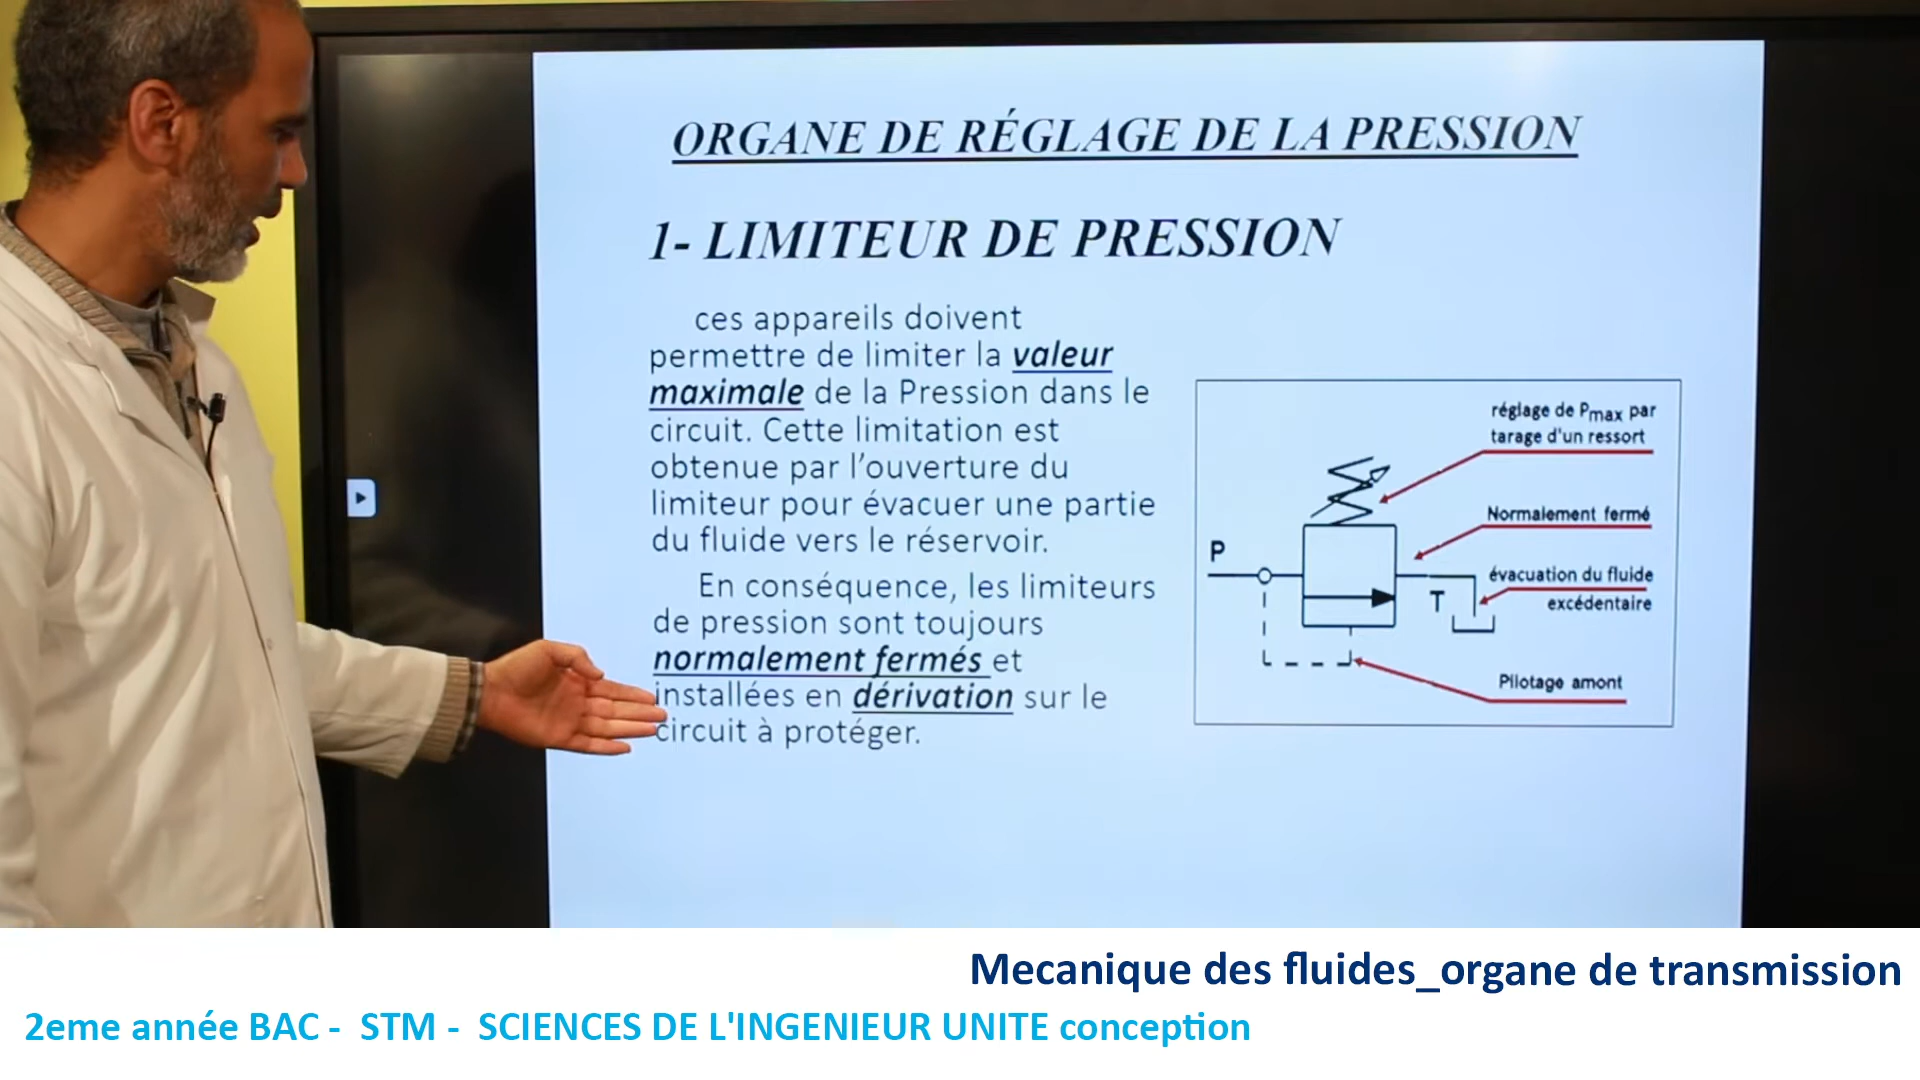 ORGANE DE RÉGLAGE DE LA PRESSION
1- LIMITEUR DE PRESSION
ces appareils doivent
permettre de limiter la valeur
maximale de la Pression dans le
circuit. Cette limitation est
obtenue par l’ouverture du
limiteur pour évacuer une partie
du fluide vers le réservoir.
En conséquence, les limiteurs
de pression sont toujours
normalement fermés et
installées en dérivation sur le
circuit à protéger.
réglage de Pmax par
tarage d'un ressort
Normalement fermé
P
évacuation du fluide
T
excédentaire
Pilotage amont
Mecanique des fluides_organe de transmission
2eme année BAC - STM - SCIENCES DE L'INGENIEUR UNITE conception